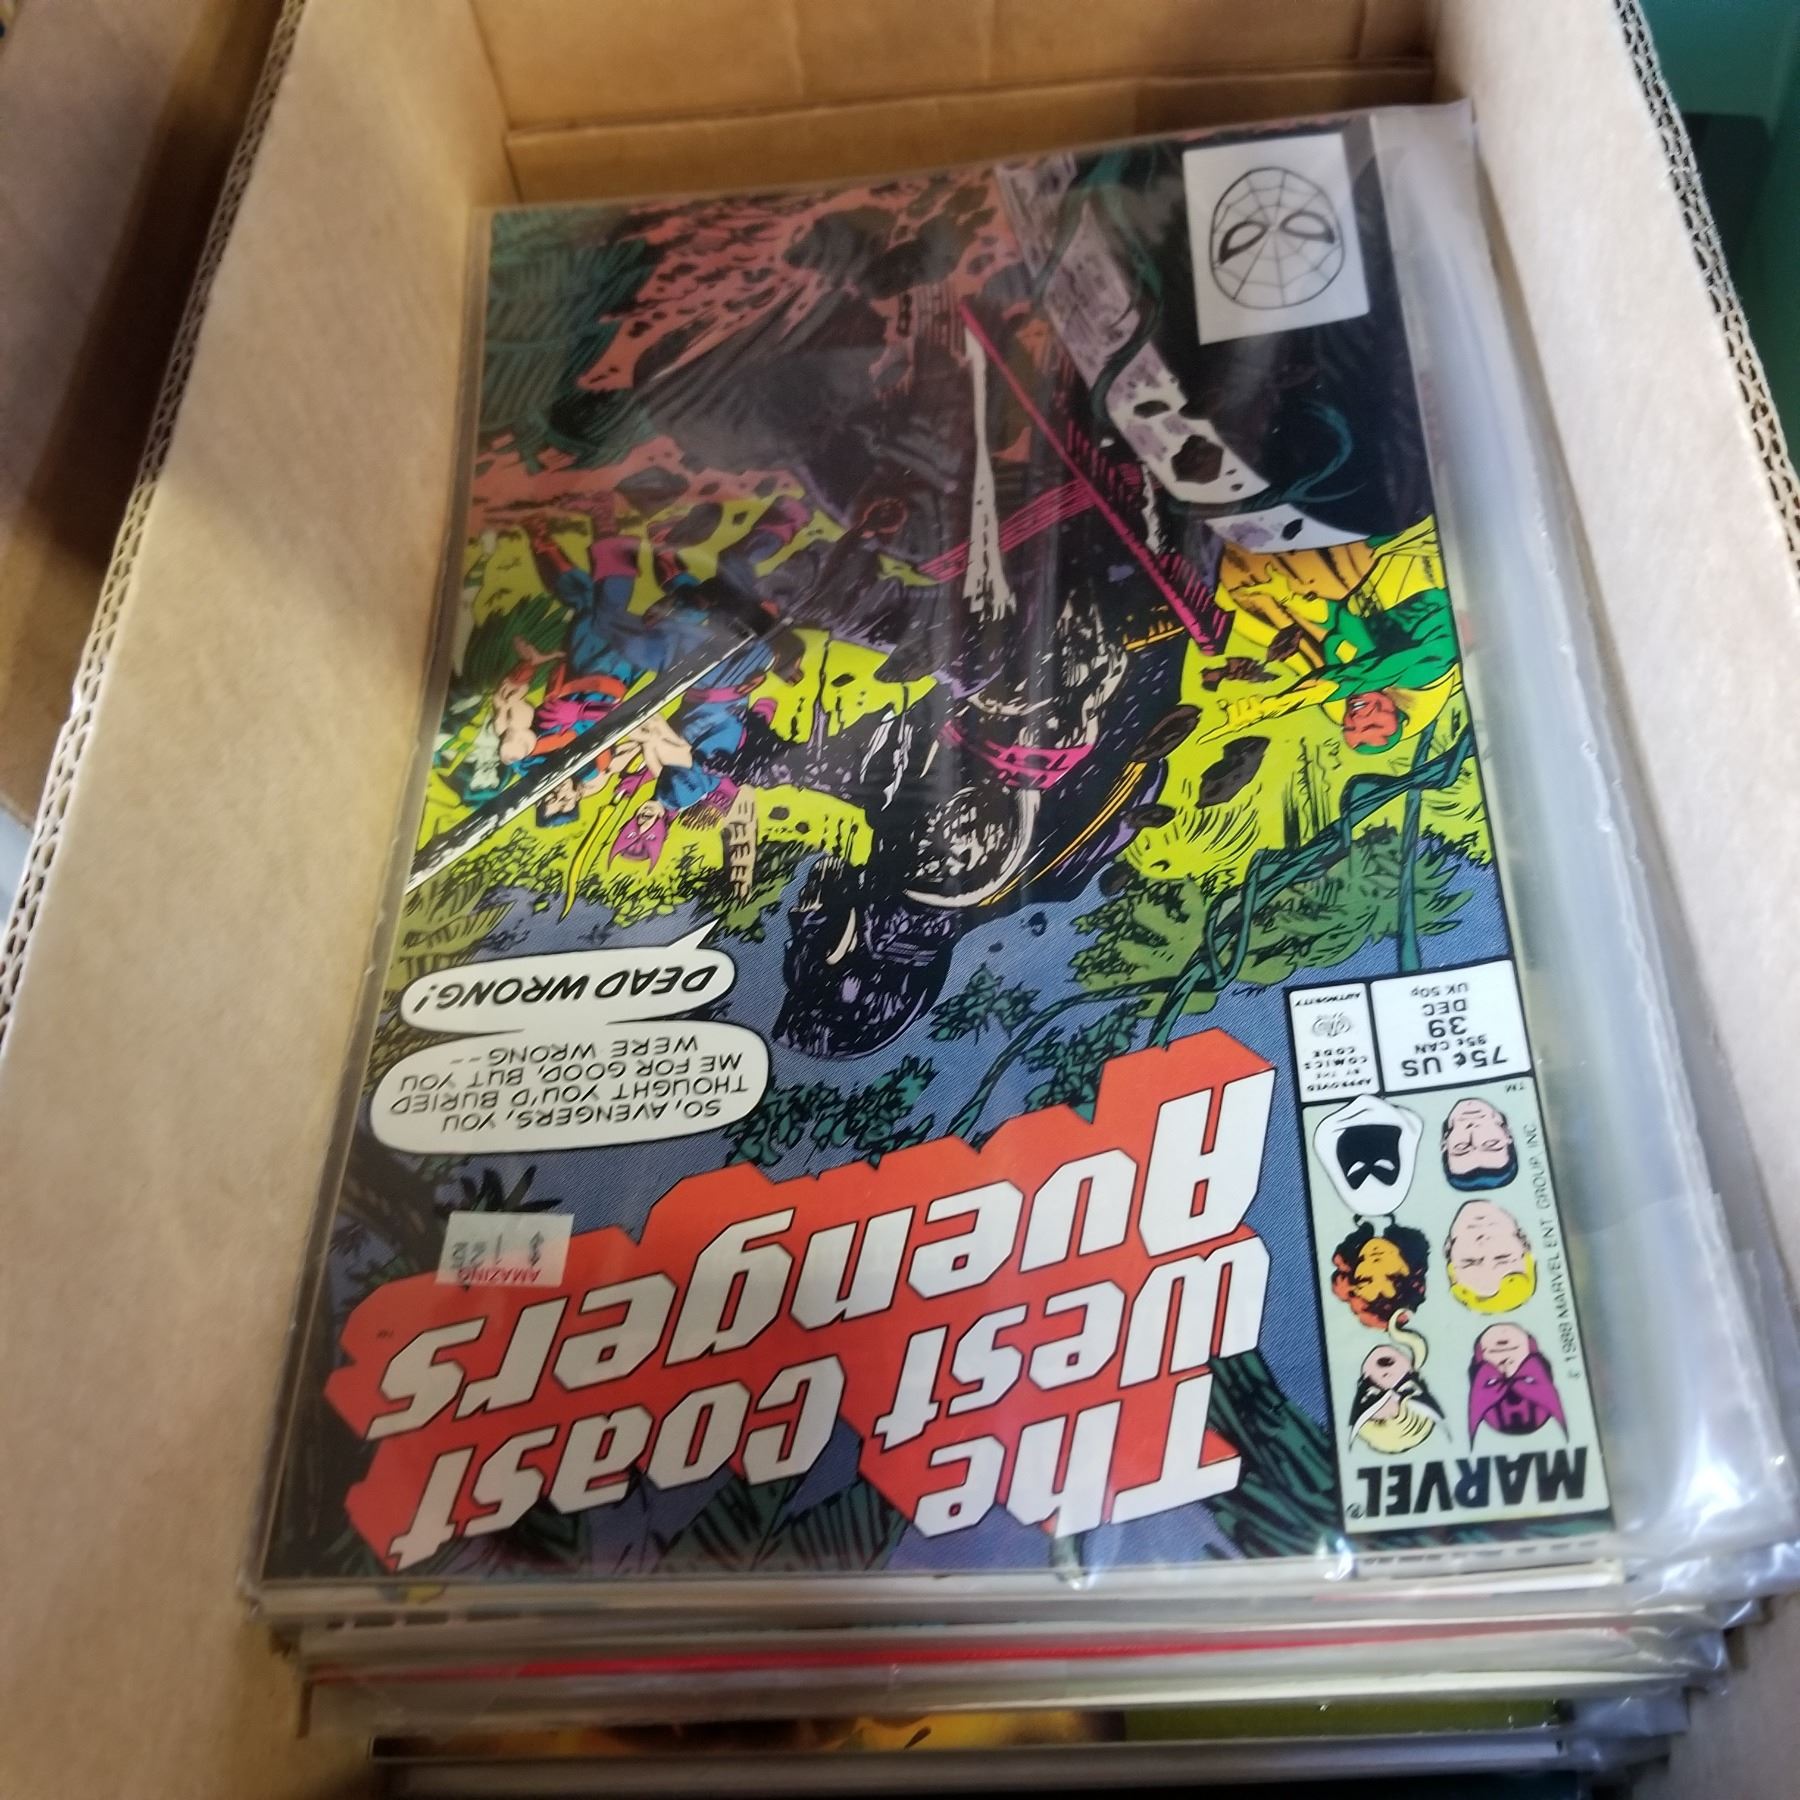 MARVEL®
The
West Coast
Avengers™
AMAZING
TM
© 1988 MARVEL ENT. GROUP, INC.
75¢ US
95¢ CAN
39
DEC
UK 50p
APPROVED
BY THE
COMICS
CODE
AUTHORITY
SO, AVENGERS, YOU
THOUGHT YOU'D BURIED
ME FOR GOOD, BUT YOU
WERE WRONG--
DEAD WRONG!